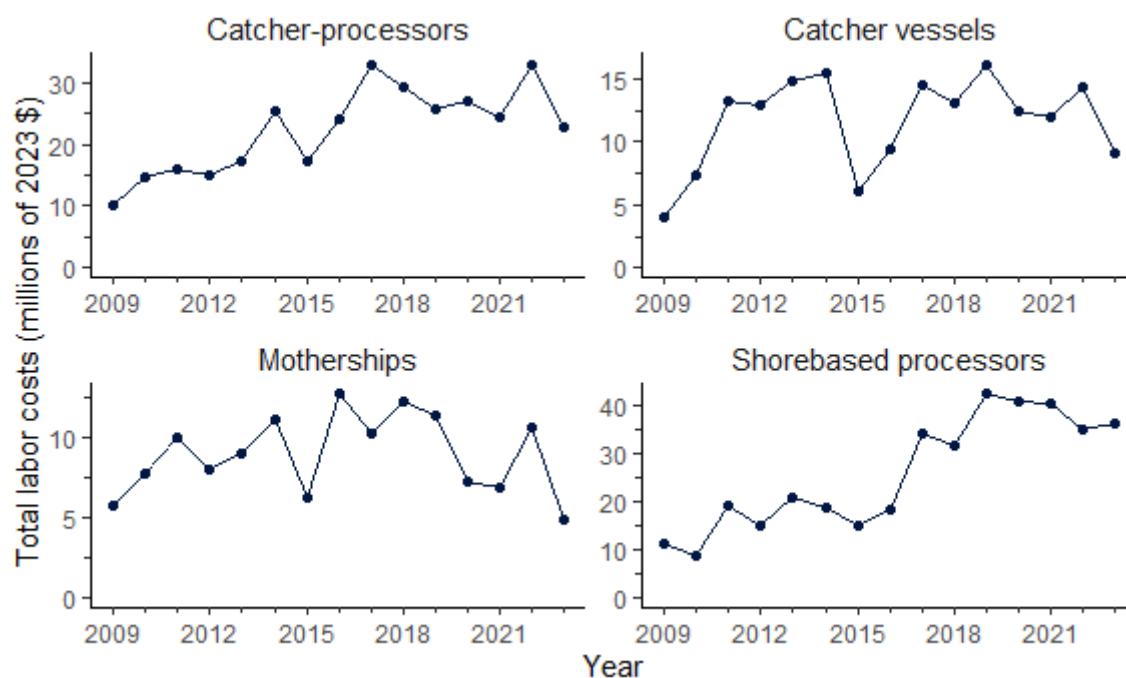 Total labor costs (millions of 2023 $)
Catcher-processors
30
20
10
0
2009 2012 2015 2018 2021
Catcher vessels
15
10
5
0
2009 2012 2015 2018 2021
Motherships
10
5
0
2009 2012 2015 2018 2021
Shorebased processors
40
30
20
10
0
2009 2012 2015 2018 2021
Year